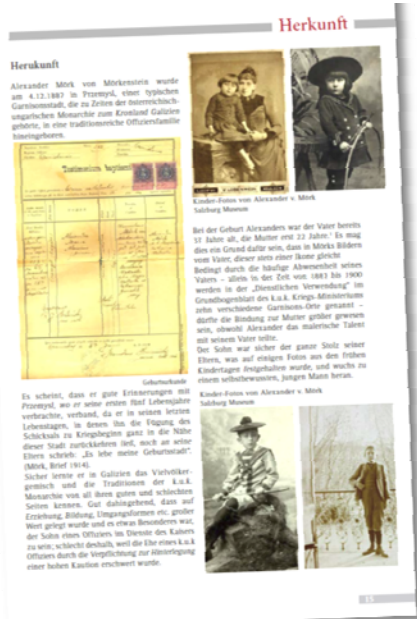 Herkunft
Herukunft
Alexander Mörk von Mörkenstein wurde
am 4.12.1887 in Przemysl, einer typischen
Garnisonsstadt, die zu Zeiten der österreichisch-
ungarischen Monarchie zum Kronland Galizien
gehörte, in eine traditionsreiche Offiziersfamilie
hineingeboren.
Testimonium
Geburtsurkunde
Es scheint, dass er gute Erinnerungen mit
Przemysl, wo er seine ersten fünf Lebensjahre
verbrachte, verband, da er in seinen letzten
Lebenstagen, in denen ihn die Fügung des
Schicksals zu Kriegsbeginn ganz in die Nähe
dieser Stadt zurückkehren ließ, noch an seine
Eltern schrieb: „Es lebe meine Geburtsstadt".
(Mörk, Brief 1914).
Sicher lernte er in Galizien das Vielvölker-
gemisch und die Traditionen der k.u.k.
Monarchie von all ihren guten und schlechten
Seiten kennen. Gut dahingehend, dass auf
Erziehung, Bildung, Umgangsformen etc. großer
Wert gelegt wurde und es etwas Besonderes war,
der Sohn eines Offiziers im Dienste des Kaisers
zu sein; schlecht deshalb, weil die Ehe eines k.u.k
Offiziers durch die Verpflichtung zur Hinterlegung
einer hohen Kaution erschwert wurde.
Kinder-Fotos von Alexander v. Mörk
Salzburg Museum
Bei der Geburt Alexanders war der Vater bereits
37 Jahre alt, die Mutter erst 22 Jahre. Es mag
dies ein Grund dafür sein, dass in Mörks Bildern
vom Vater, dieser stets einer Ikone gleicht
Bedingt durch die häufige Abwesenheit seines
Vaters – allein in der Zeit von 1883 bis 1900
werden in der „Dienstlichen Verwendung" im
Grundbogenblatt des k.u.k. Kriegs-Ministeriums
zehn verschiedene Garnisons-Orte genannt –
dürfte die Bindung zur Mutter größer gewesen
sein, obwohl Alexander das malerische Talent
mit seinem Vater teilte.
Der Sohn war sicher der ganze Stolz seiner
Eltern, was auf einigen Fotos aus den frühen
Kindertagen festgehalten wurde, und wuchs zu
einem selbstbewussten, jungen Mann heran.
Kinder-Fotos von Alexander v. Mörk
Salzburg Museum